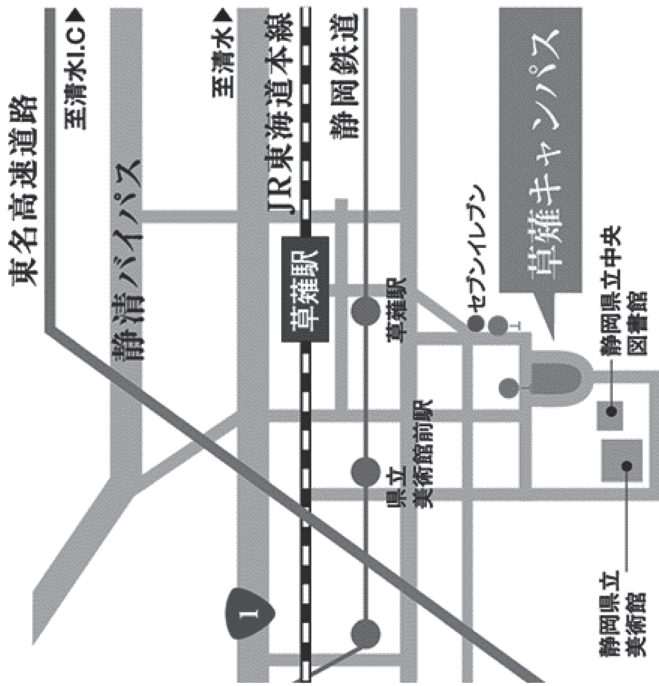 東名高速道路
至清水I.C▶
静清バイパス
至清水▶
JR東海道本線
静岡鉄道
草薙駅
草薙駅
県立
美術館前駅
セブンイレブン
草薙キャンパス
静岡県立中央
図書館
静岡県立
美術館
1